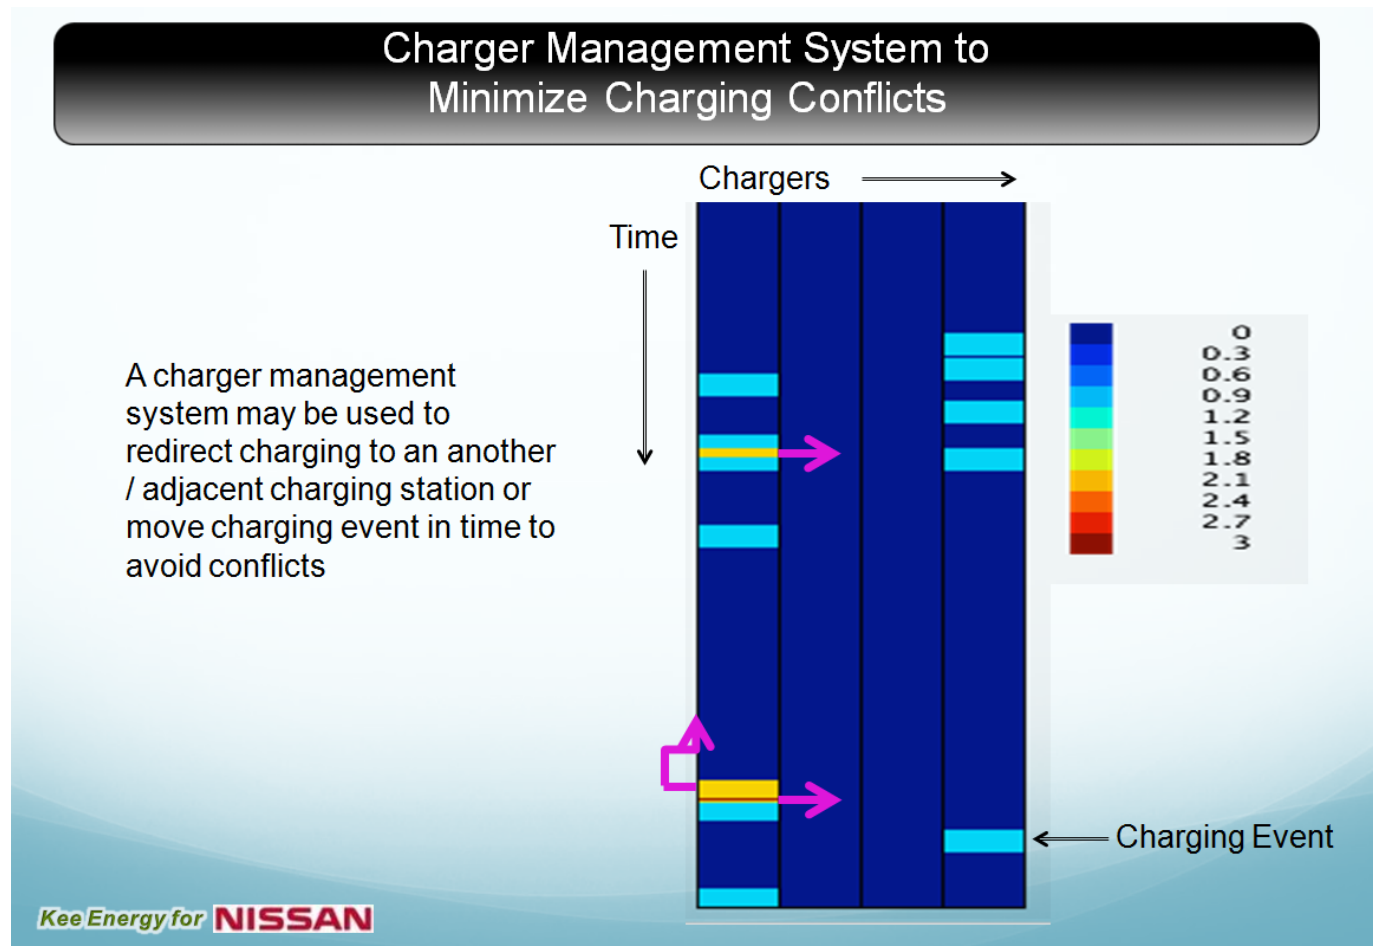 Charger Management System to
Minimize Charging Conflicts
Chargers
Time
A charger management
system may be used to
redirect charging to an another
/ adjacent charging station or
move charging event in time to
avoid conflicts
0
0.3
0.6
0.9
1.2
1.5
1.8
2.1
2.4
2.7
3
Charging Event
Kee Energy for NISSAN